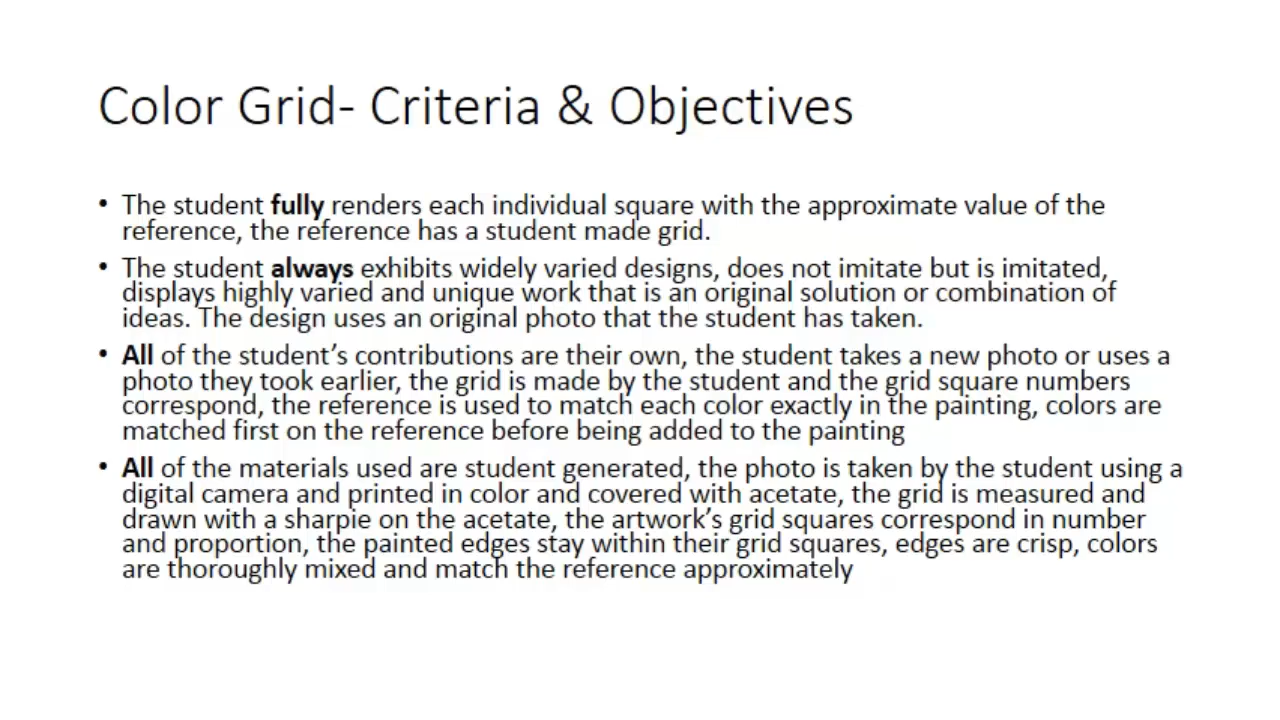 Color Grid- Criteria & Objectives
• The student fully renders each individual square with the approximate value of the
reference, the reference has a student made grid.
• The student always exhibits widely varied designs, does not imitate but is imitated,
displays highly varied and unique work that is an original solution or combination of
ideas. The design uses an original photo that the student has taken.
• All of the student’s contributions are their own, the student takes a new photo or uses a
photo they took earlier, the grid is made by the student and the grid square numbers
correspond, the reference is used to match each color exactly in the painting, colors are
matched first on the reference before being added to the painting
• All of the materials used are student generated, the photo is taken by the student using a
digital camera and printed in color and covered with acetate, the grid is measured and
drawn with a sharpie on the acetate, the artwork’s grid squares correspond in number
and proportion, the painted edges stay within their grid squares, edges are crisp, colors
are thoroughly mixed and match the reference approximately